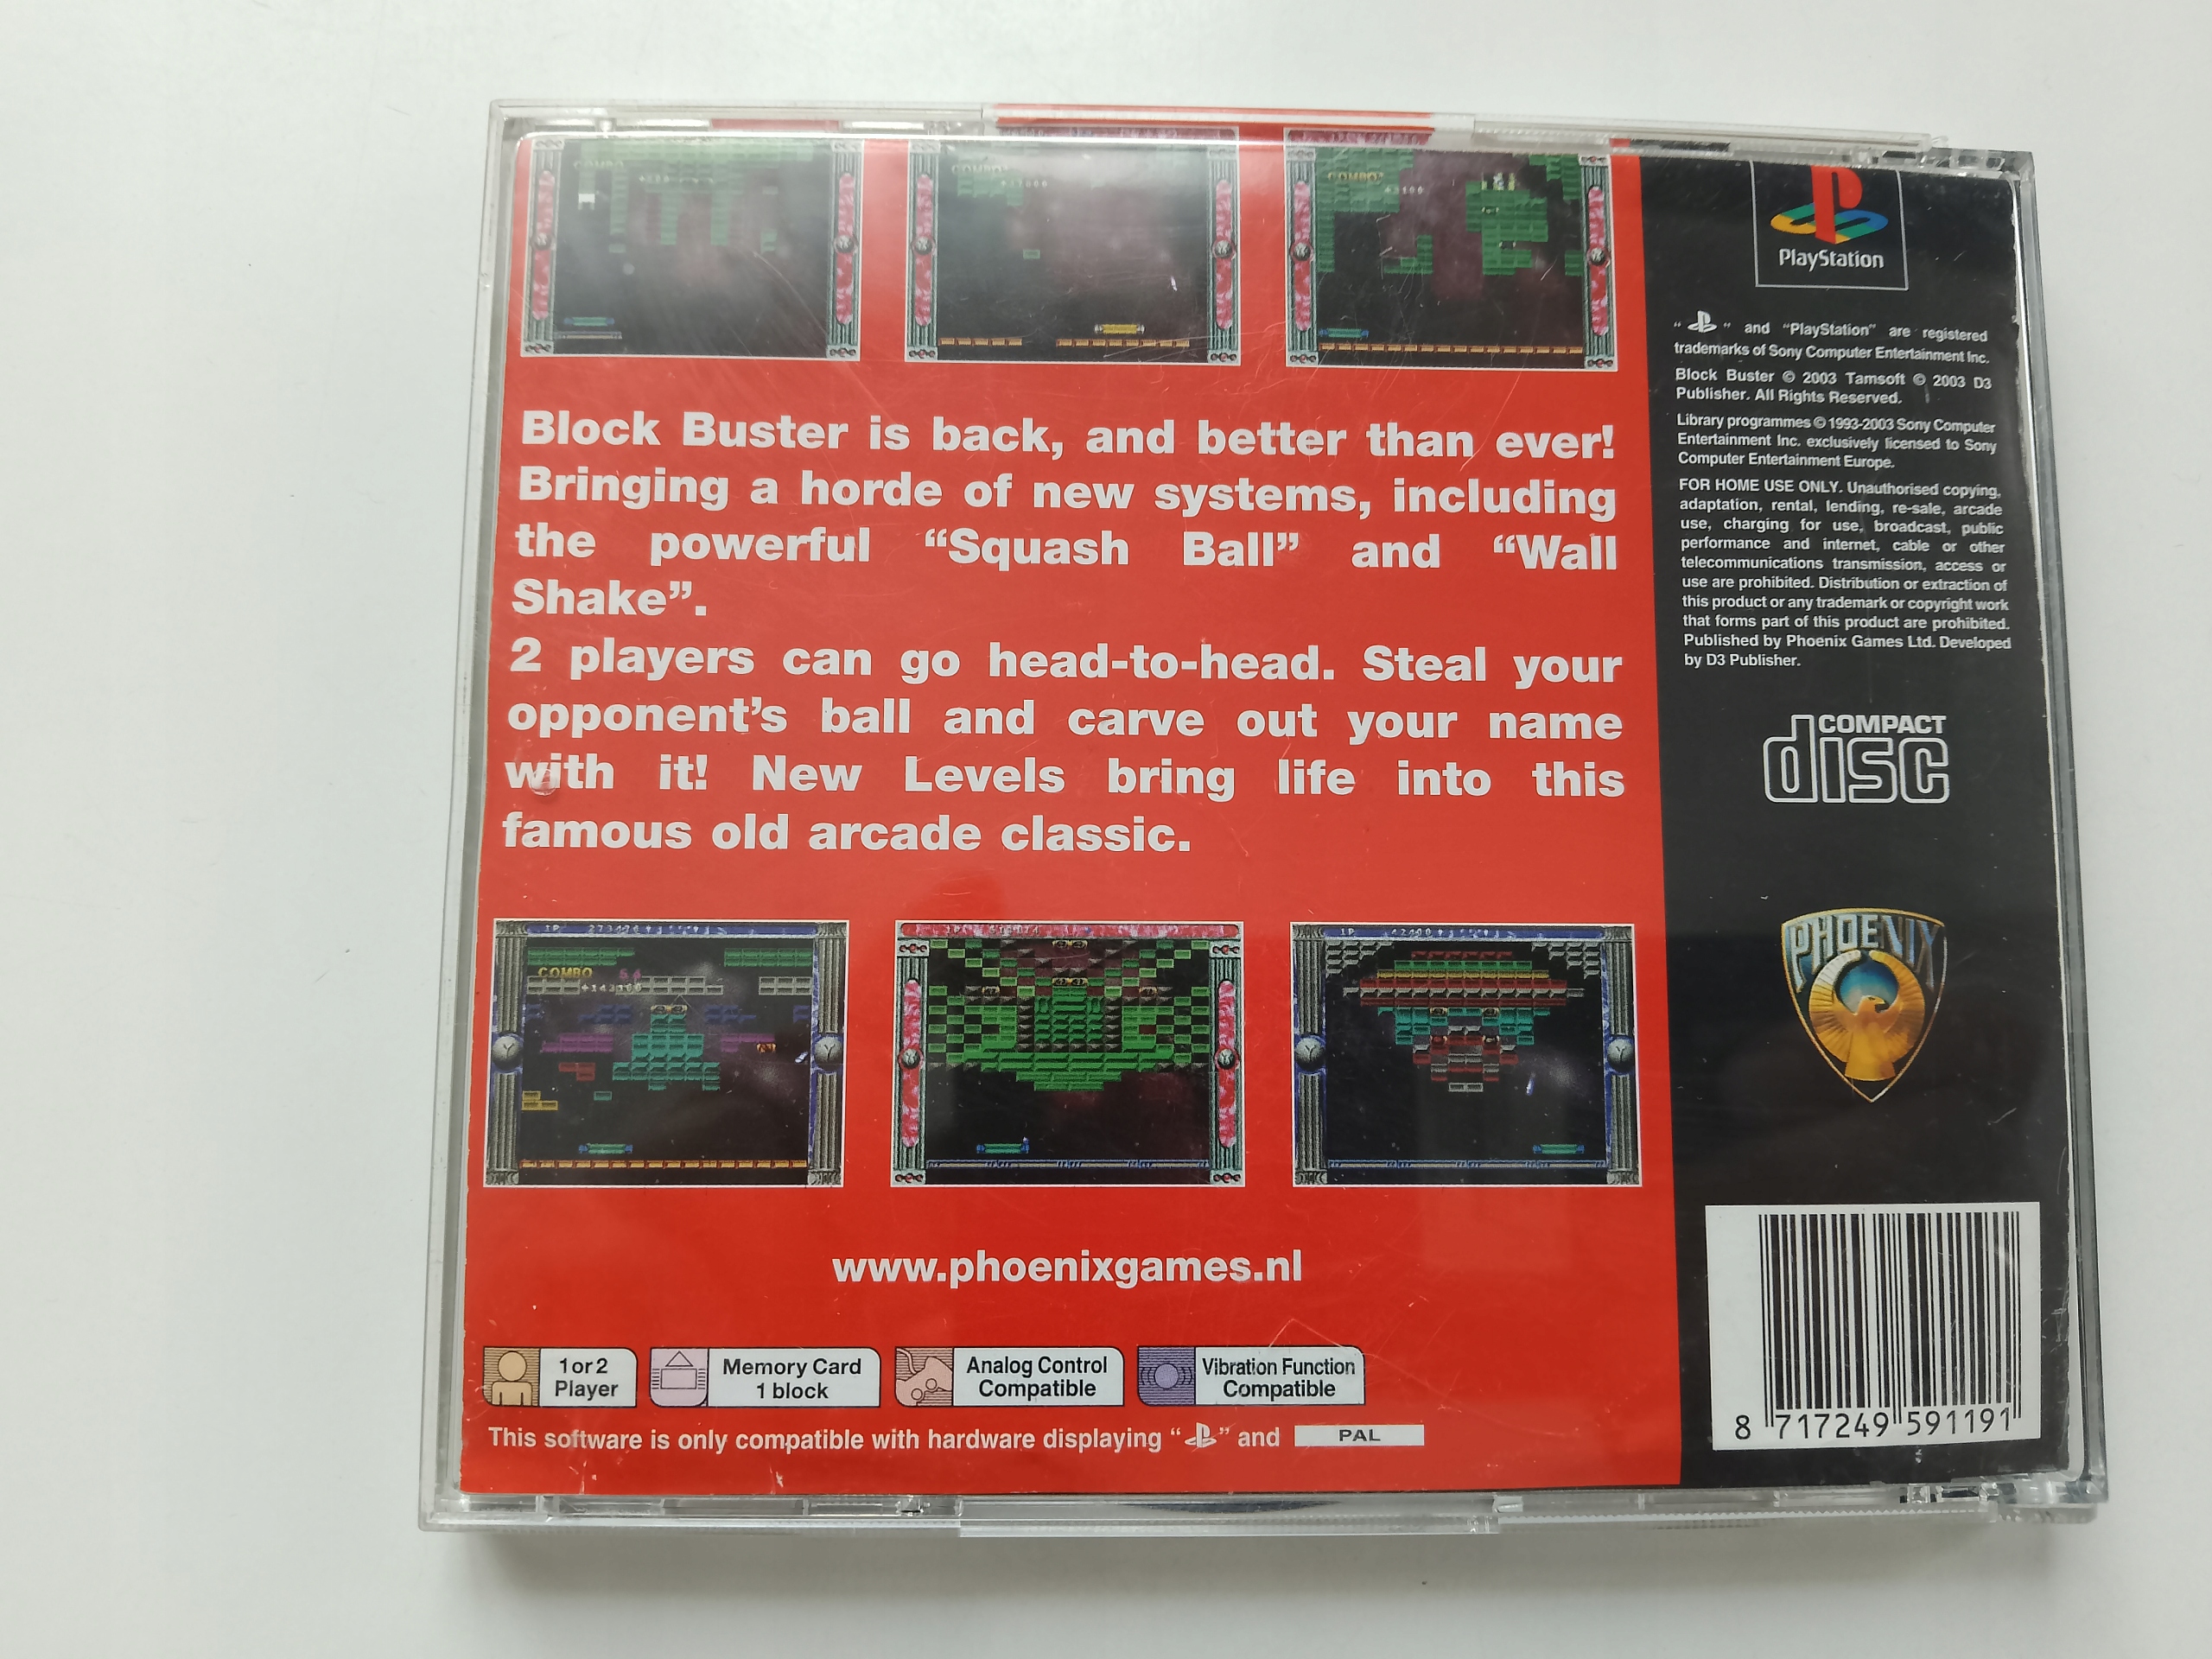 COMBO
COMBO
COMBO
Block Buster is back, and better than ever!
Bringing a horde of new systems, including
the powerful “Squash Ball” and “Wall
Shake”.
2 players can go head-to-head. Steal your
opponent’s ball and carve out your name
with it! New Levels bring life into this
famous old arcade classic.
1P
COMBO
1P
www.phoenixgames.nl
1 or 2
Player
Memory Card
1 block
Analog Control
Compatible
Vibration Function
Compatible
This software is only compatible with hardware displaying “ ” and PAL
PlayStation
“ ” and “PlayStation” are registered
trademarks of Sony Computer Entertainment Inc.
Block Buster © 2003 Tamsoft © 2003 D3
Publisher. All Rights Reserved.
Library programmes © 1993-2003 Sony Computer
Entertainment Inc. exclusively licensed to Sony
Computer Entertainment Europe.
FOR HOME USE ONLY. Unauthorised copying,
adaptation, rental, lending, re-sale, arcade
use, charging for use, broadcast, public
performance and internet, cable or other
telecommunications transmission, access or
use are prohibited. Distribution or extraction of
this product or any trademark or copyright work
that forms part of this product are prohibited.
Published by Phoenix Games Ltd. Developed
by D3 Publisher.
COMPACT
disc
PHOENIX
8 717249 591191